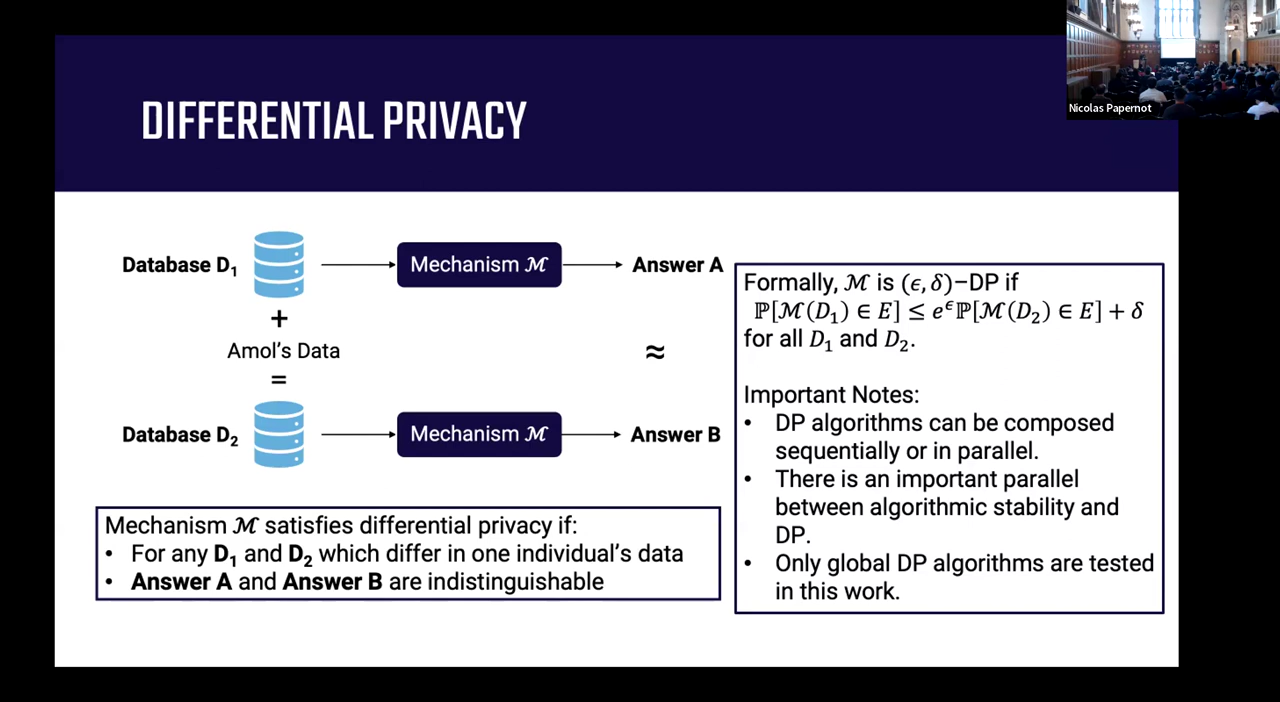 DIFFERENTIAL PRIVACY
Nicolas Papernot
Database D₁
Mechanism ℳ
Answer A
+
Amol's Data
≈
=
Database D₂
Mechanism ℳ
Answer B
Mechanism ℳ satisfies differential privacy if:
• For any D₁ and D₂ which differ in one individual's data
• Answer A and Answer B are indistinguishable
Formally, ℳ is (ϵ, δ)–DP if
ℙ[ℳ(D₁) ∈ E] ≤ e^ϵ ℙ[ℳ(D₂) ∈ E] + δ
for all D₁ and D₂.
Important Notes:
• DP algorithms can be composed
sequentially or in parallel.
• There is an important parallel
between algorithmic stability and
DP.
• Only global DP algorithms are tested
in this work.